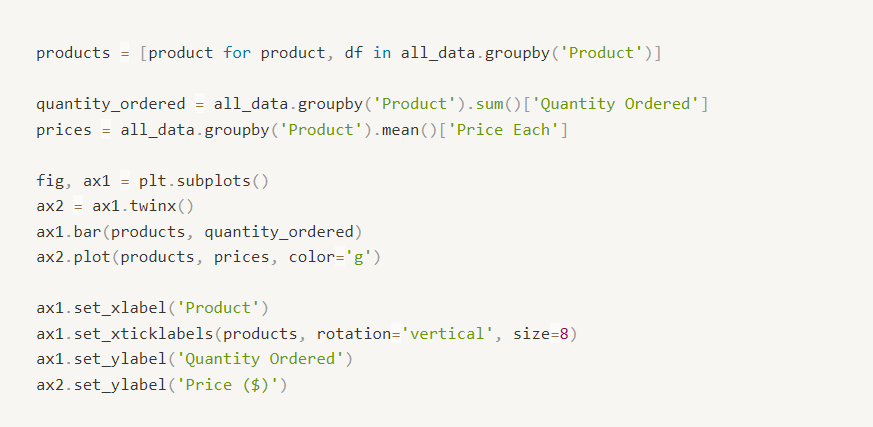 products = [product for product, df in all_data.groupby('Product')]
quantity_ordered = all_data.groupby('Product').sum()['Quantity Ordered']
prices = all_data.groupby('Product').mean()['Price Each']
fig, ax1 = plt.subplots()
ax2 = ax1.twinx()
ax1.bar(products, quantity_ordered)
ax2.plot(products, prices, color='g')
ax1.set_xlabel('Product')
ax1.set_xticklabels(products, rotation='vertical', size=8)
ax1.set_ylabel('Quantity Ordered')
ax2.set_ylabel('Price ($)')